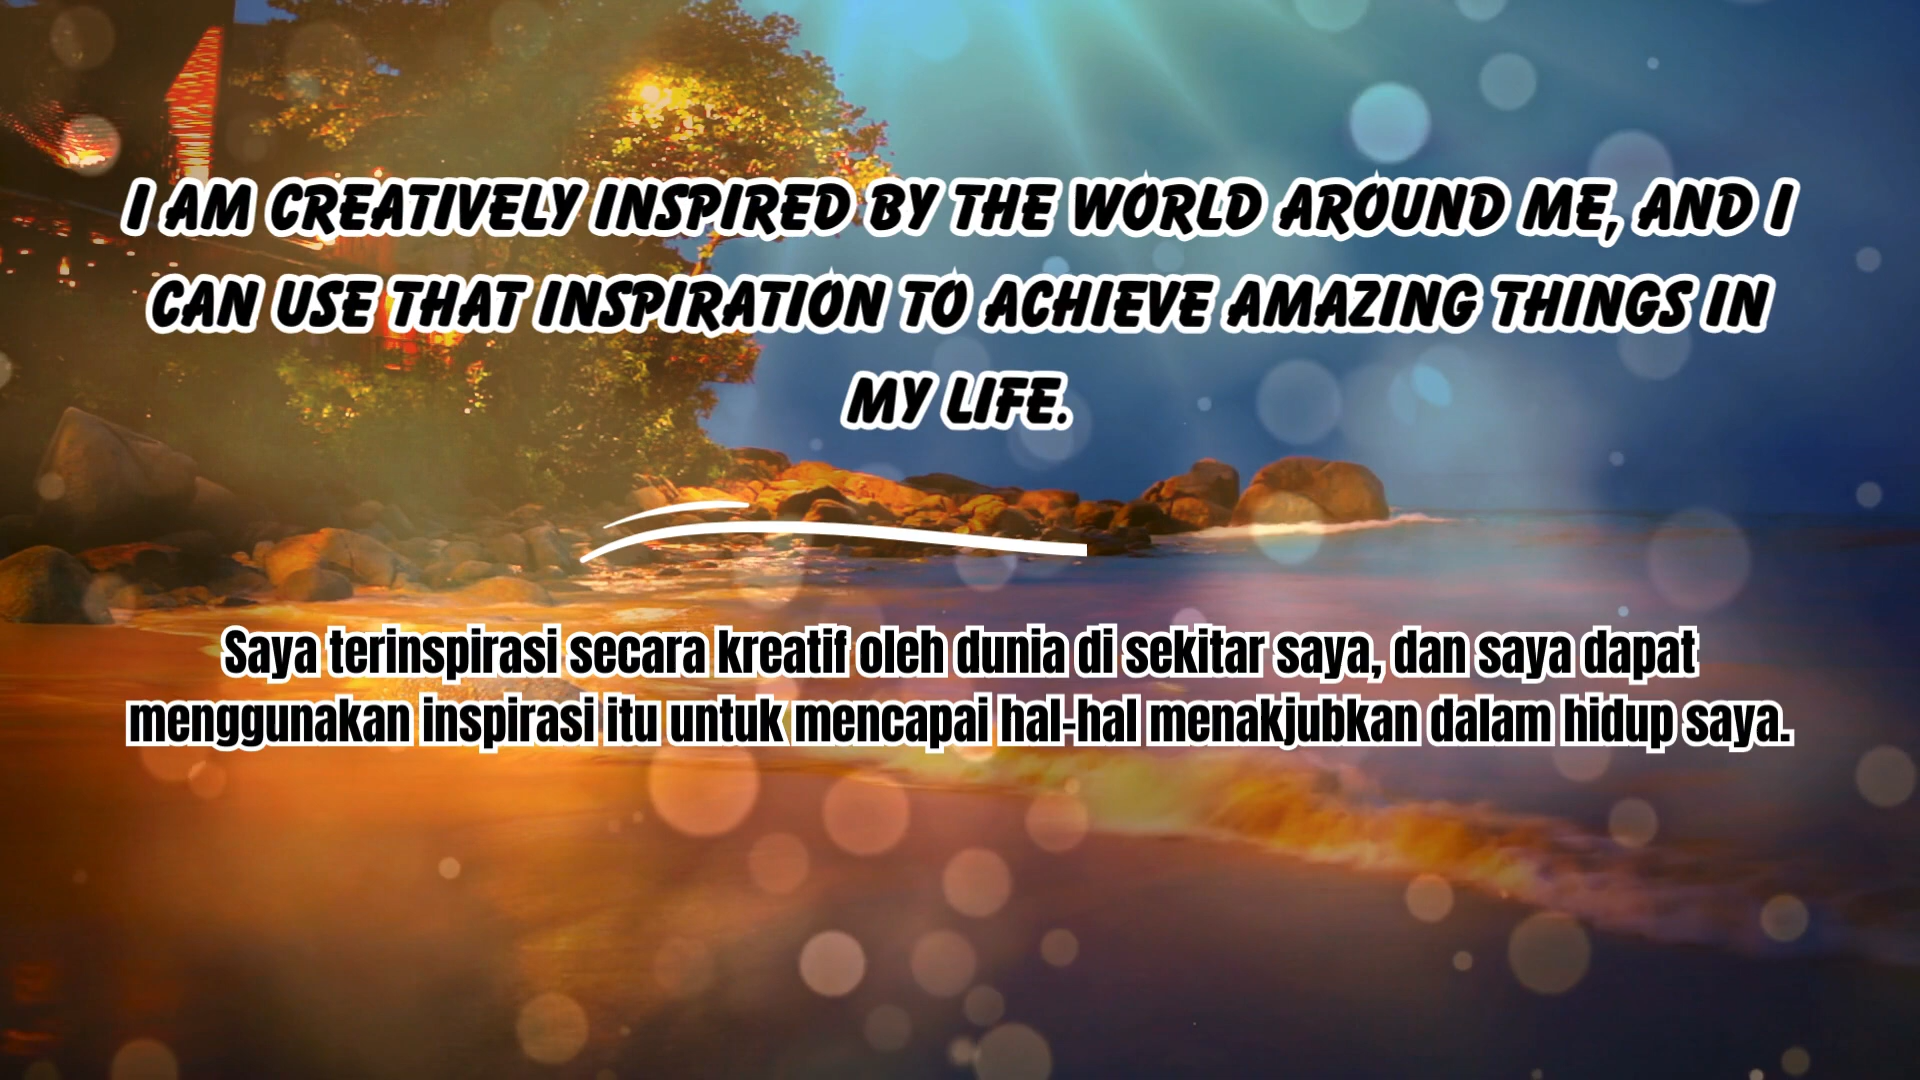 I AM CREATIVELY INSPIRED BY THE WORLD AROUND ME, AND I
CAN USE THAT INSPIRATION TO ACHIEVE AMAZING THINGS IN
MY LIFE.
Saya terinspirasi secara kreatif oleh dunia di sekitar saya, dan saya dapat
menggunakan inspirasi itu untuk mencapai hal-hal menakjubkan dalam hidup saya.